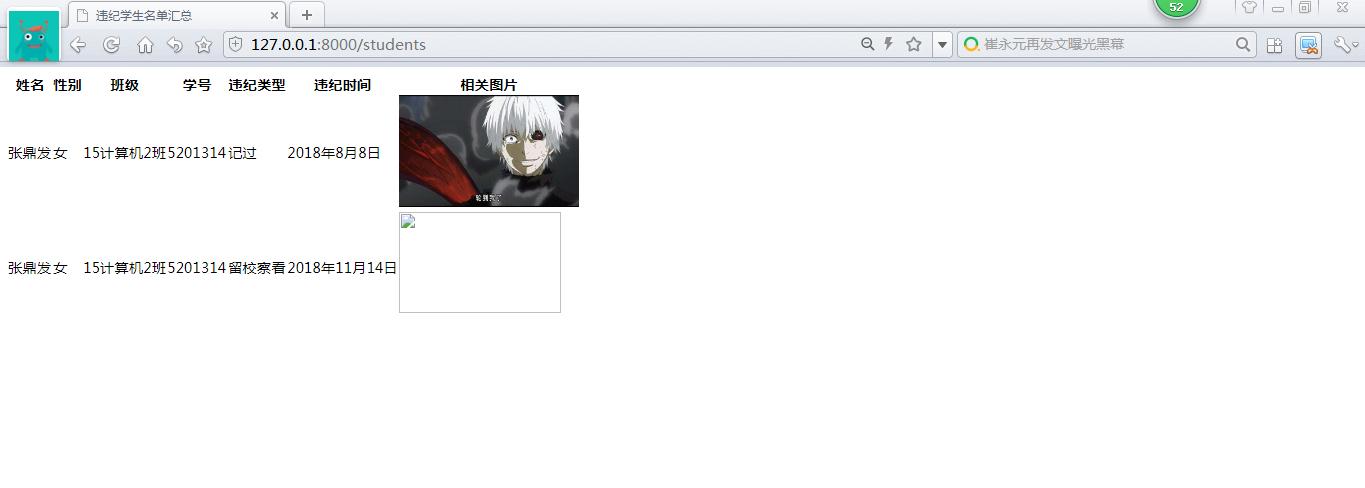 52
违纪学生名单汇总
127.0.0.1:8000/students
崔永元再发文曝光黑幕
姓名 性别 班级 学号 违纪类型 违纪时间 相关图片
张鼎发 女 15计算机2班 5201314 记过 2018年8月8日
轮到我了
张鼎发 女 15计算机2班 5201314 留校察看 2018年11月14日